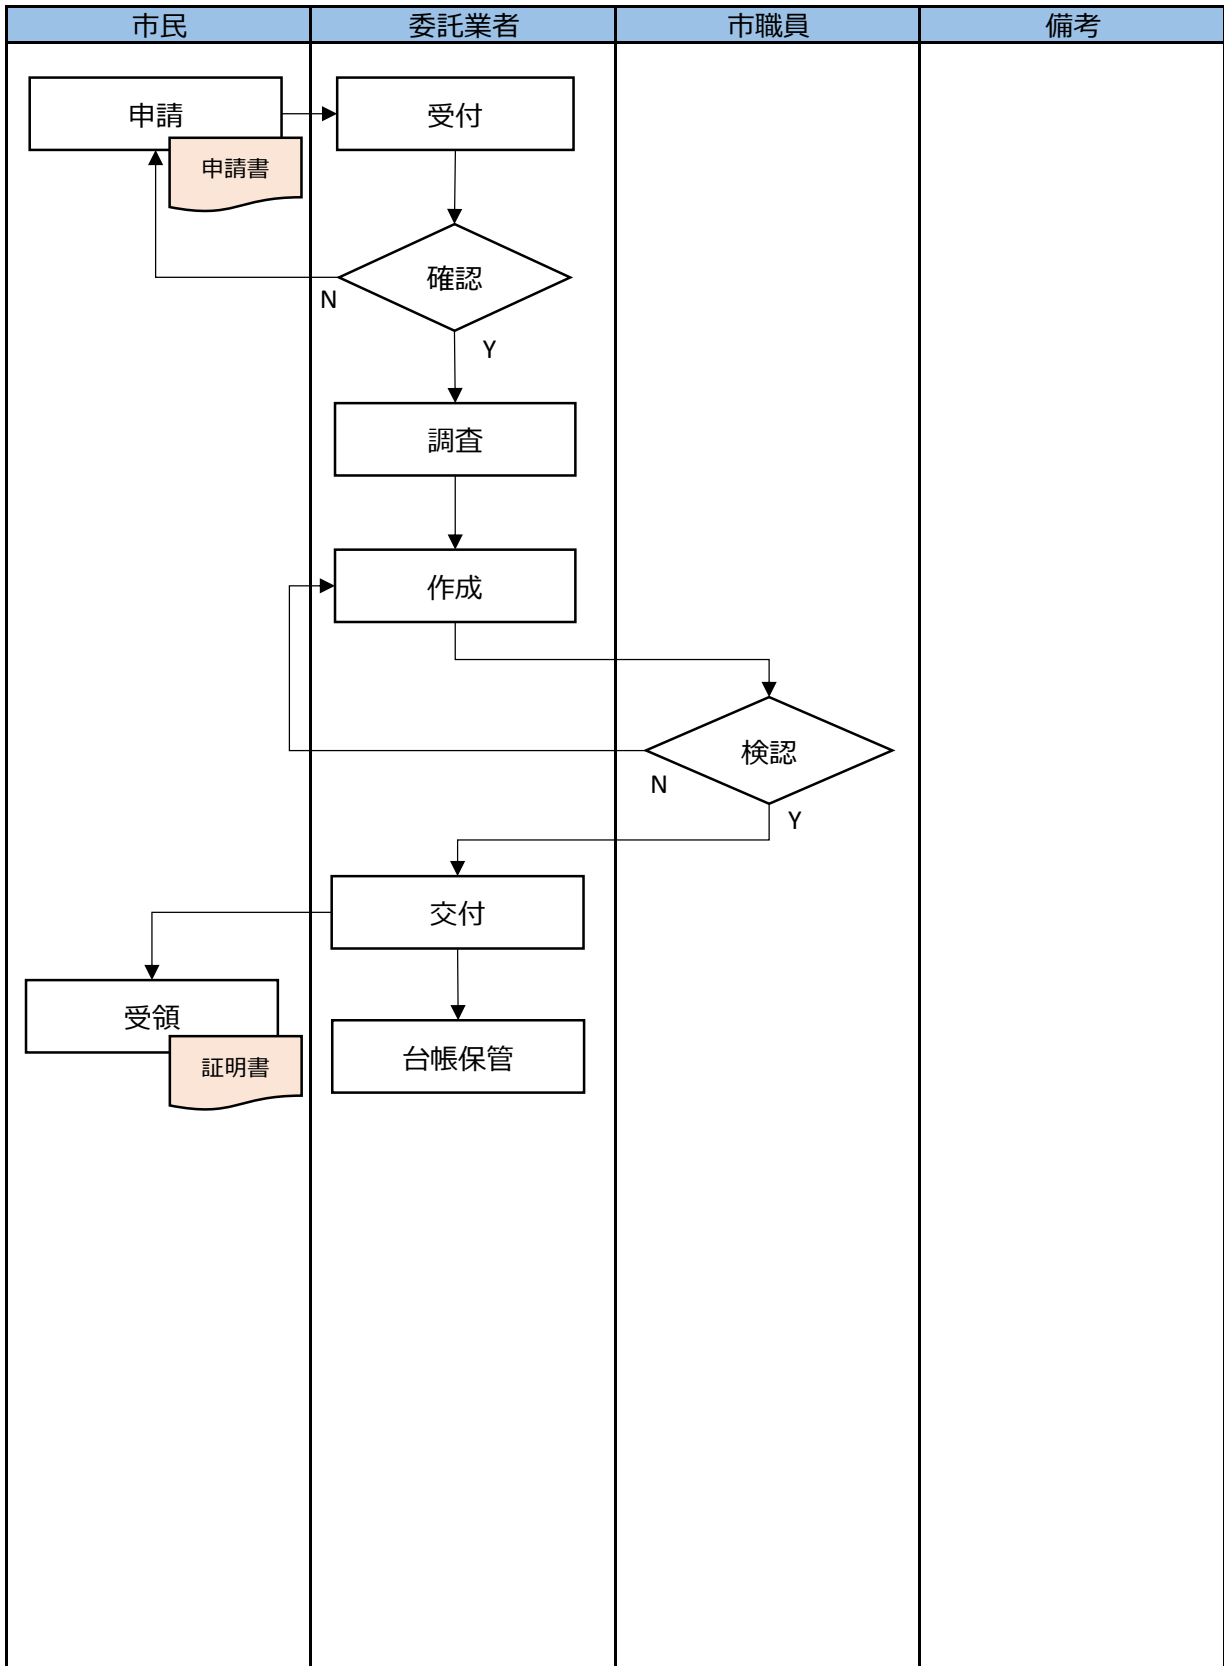 市民 委託業者 市職員 備考
申請 受付
申請書
確認
N
Y
調査
作成
検認
N
Y
交付
受領
台帳保管
証明書